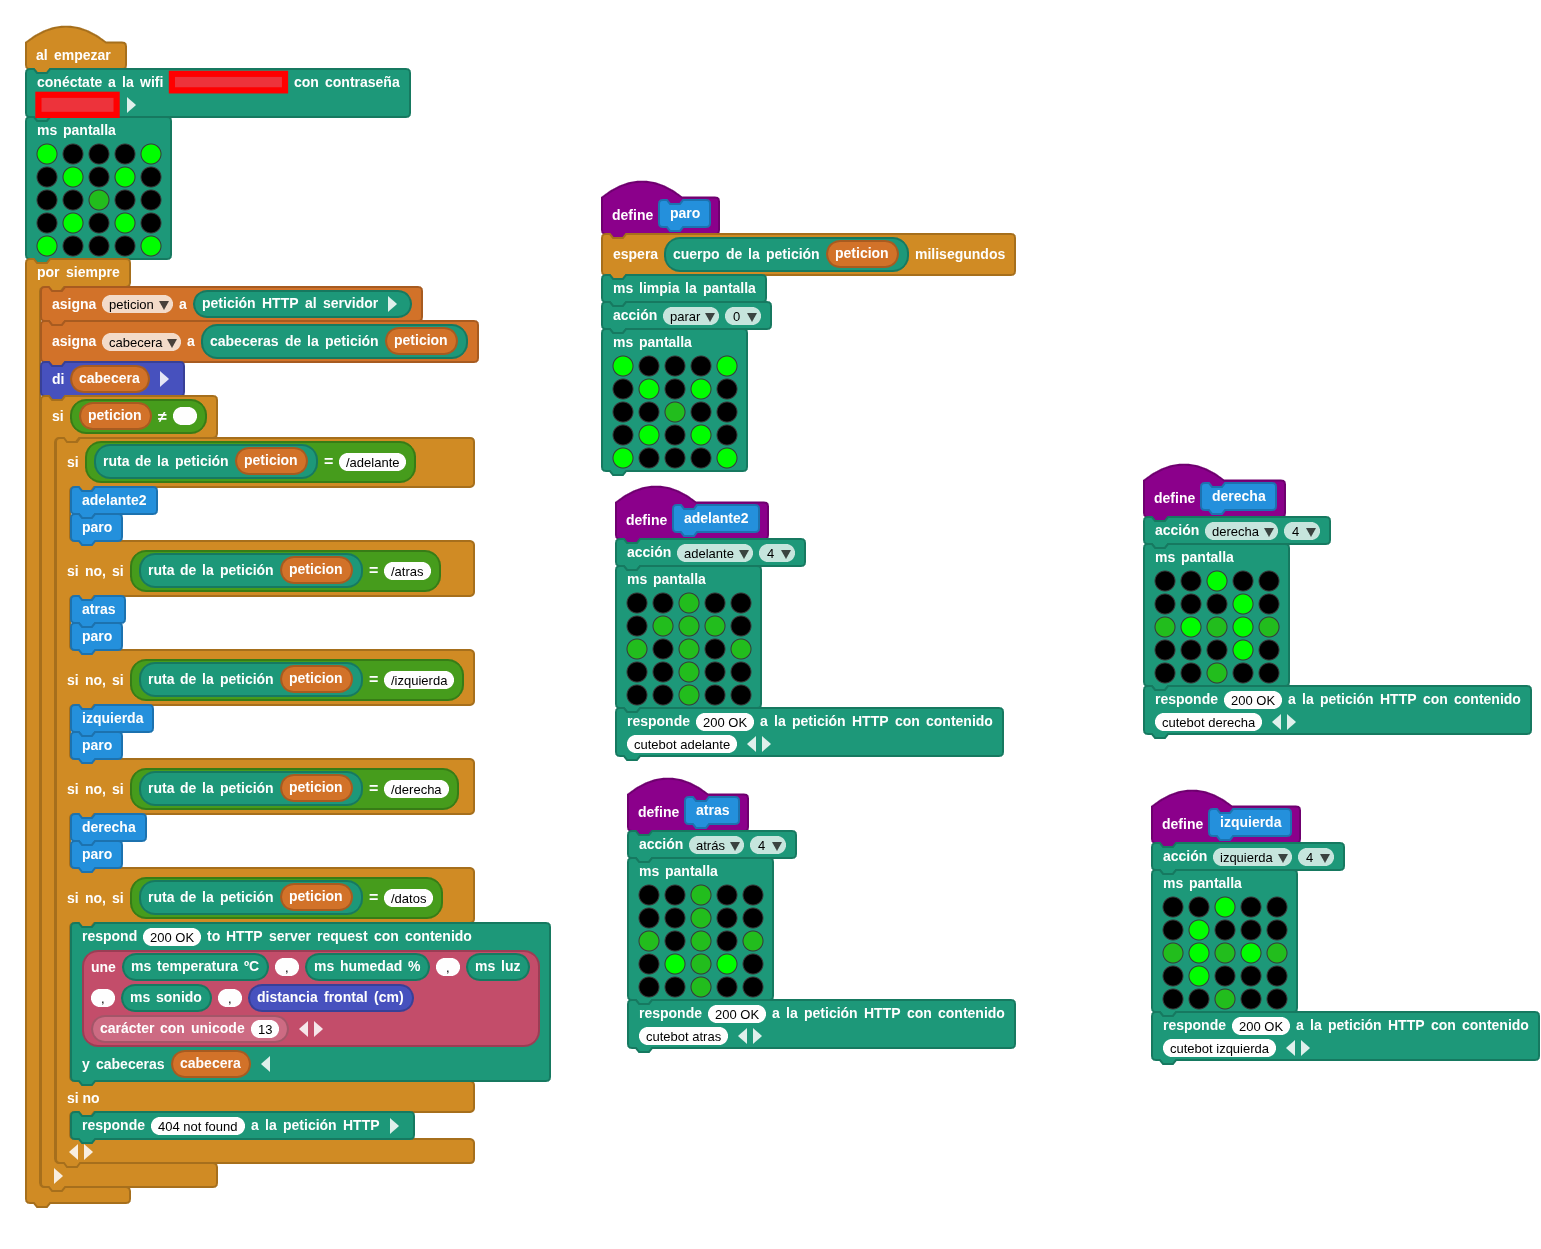 al empezar
conéctate a la wifi con contraseña
ms pantalla
por siempre
asigna peticion a petición HTTP al servidor
asigna cabecera a cabeceras de la petición peticion
di cabecera
si peticion ≠
si ruta de la petición peticion = /adelante
adelante2
paro
si no, si ruta de la petición peticion = /atras
atras
paro
si no, si ruta de la petición peticion = /izquierda
izquierda
paro
si no, si ruta de la petición peticion = /derecha
derecha
paro
si no, si ruta de la petición peticion = /datos
respond 200 OK to HTTP server request con contenido
une ms temperatura ºC , ms humedad % , ms luz
, ms sonido , distancia frontal (cm)
carácter con unicode 13
y cabeceras cabecera
si no
responde 404 not found a la petición HTTP
define paro
espera cuerpo de la petición peticion milisegundos
ms limpia la pantalla
acción parar 0
ms pantalla
define adelante2
acción adelante 4
ms pantalla
responde 200 OK a la petición HTTP con contenido
cutebot adelante
define atras
acción atrás 4
ms pantalla
responde 200 OK a la petición HTTP con contenido
cutebot atras
define derecha
acción derecha 4
ms pantalla
responde 200 OK a la petición HTTP con contenido
cutebot derecha
define izquierda
acción izquierda 4
ms pantalla
responde 200 OK a la petición HTTP con contenido
cutebot izquierda